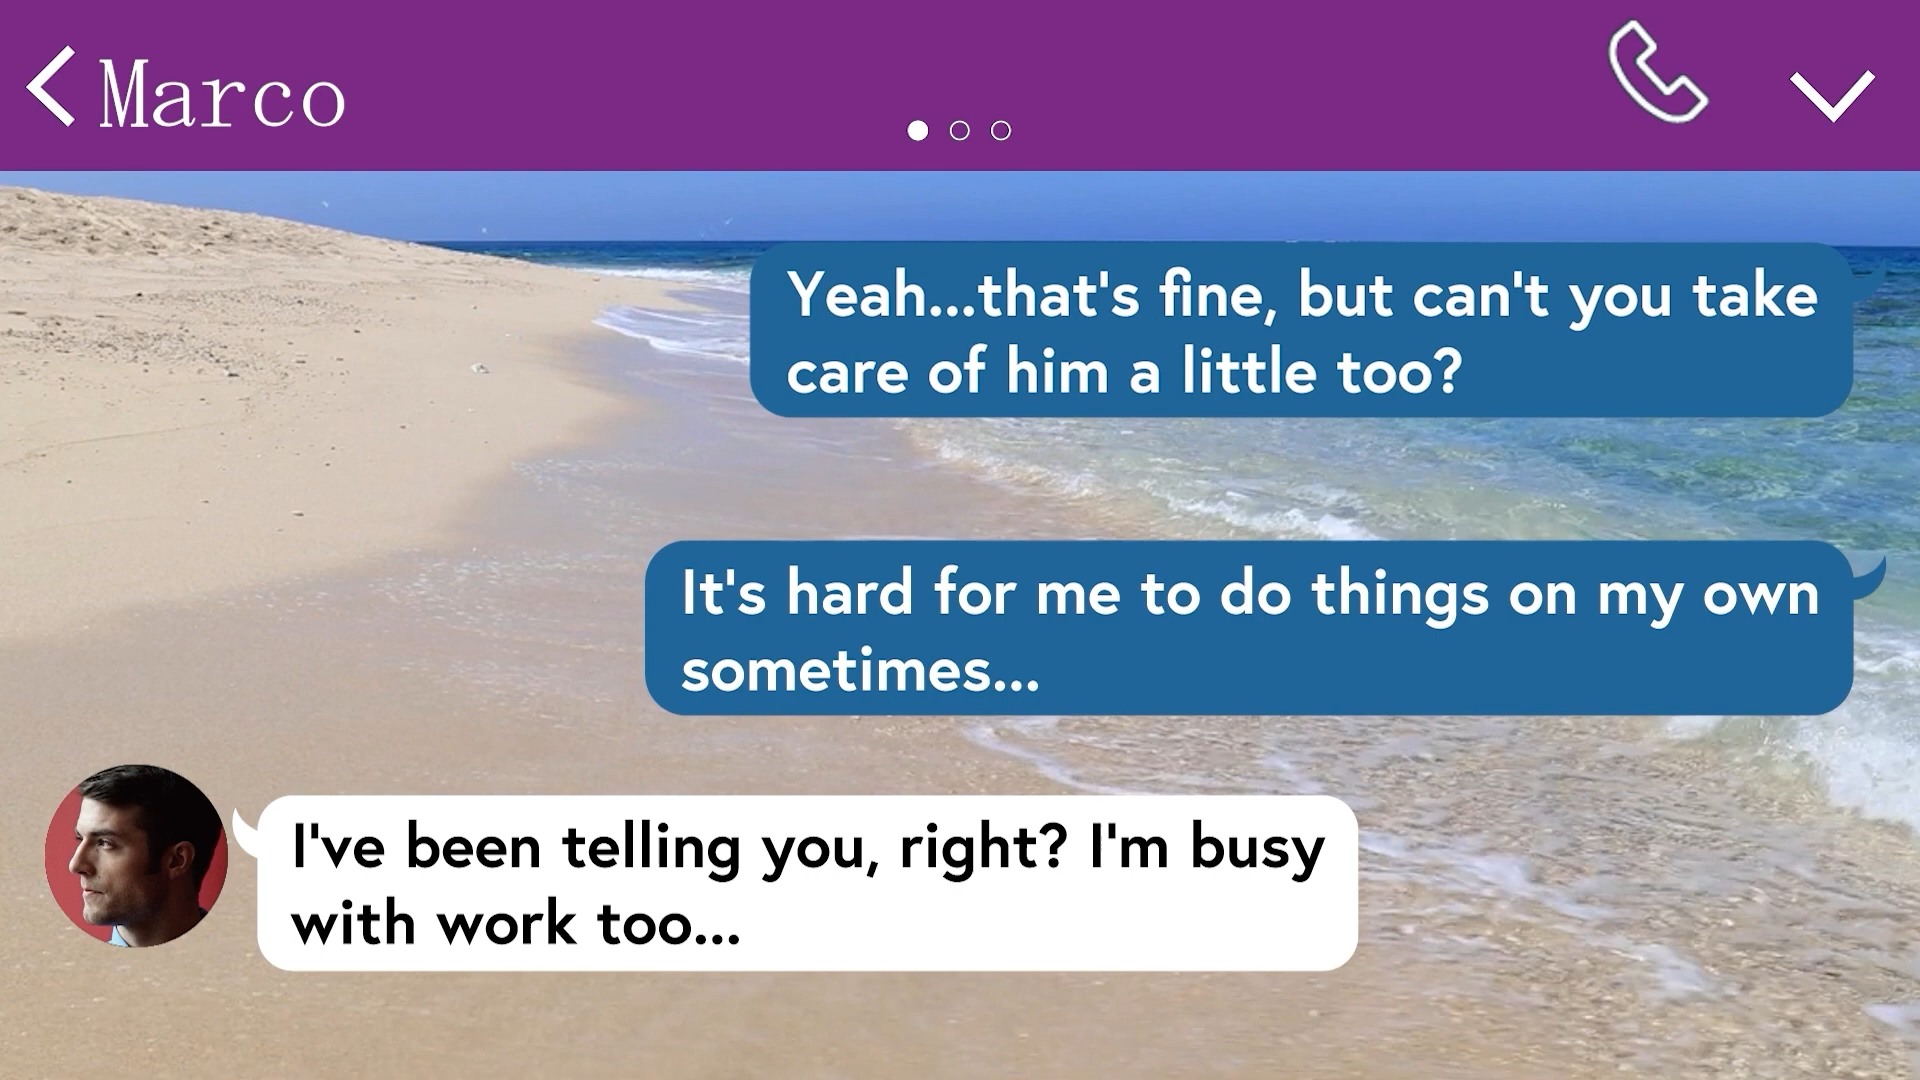 Marco
Yeah...that's fine, but can't you take
care of him a little too?
It's hard for me to do things on my own
sometimes...
I've been telling you, right? I'm busy
with work too...